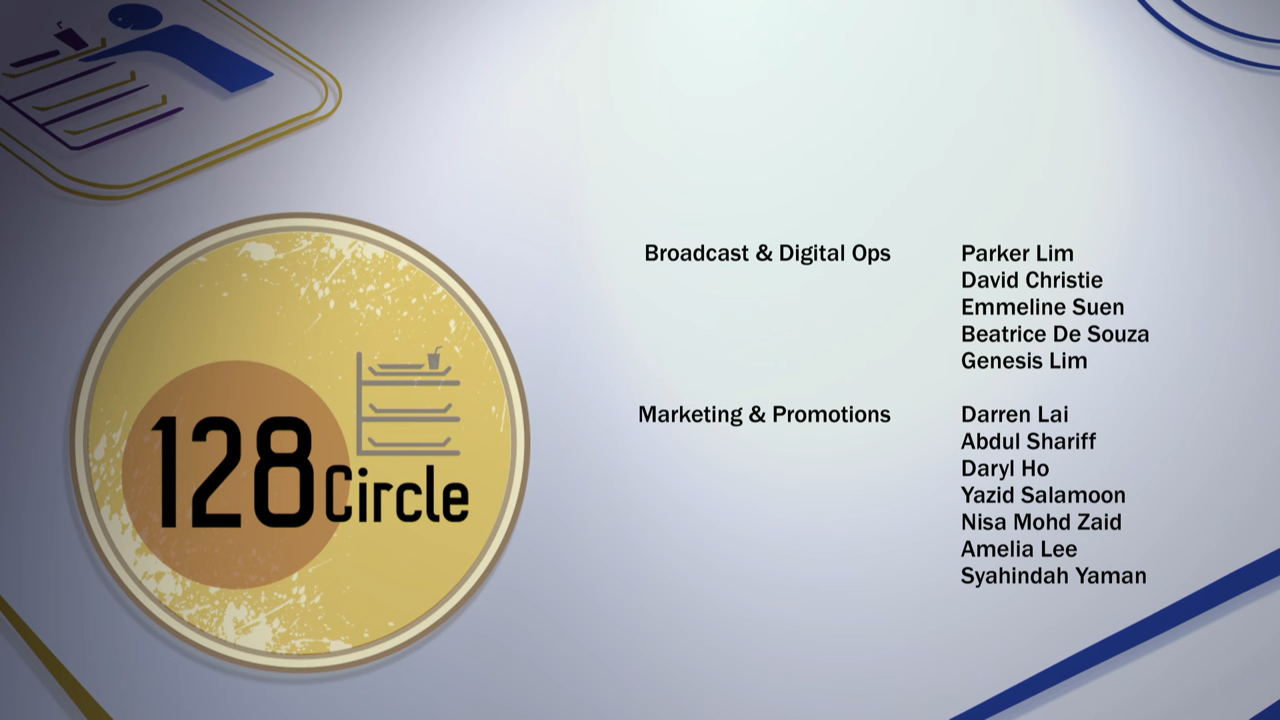 128 Circle
Broadcast & Digital Ops Parker Lim
David Christie
Emmeline Suen
Beatrice De Souza
Genesis Lim
Marketing & Promotions Darren Lai
Abdul Shariff
Daryl Ho
Yazid Salamoon
Nisa Mohd Zaid
Amelia Lee
Syahindah Yaman